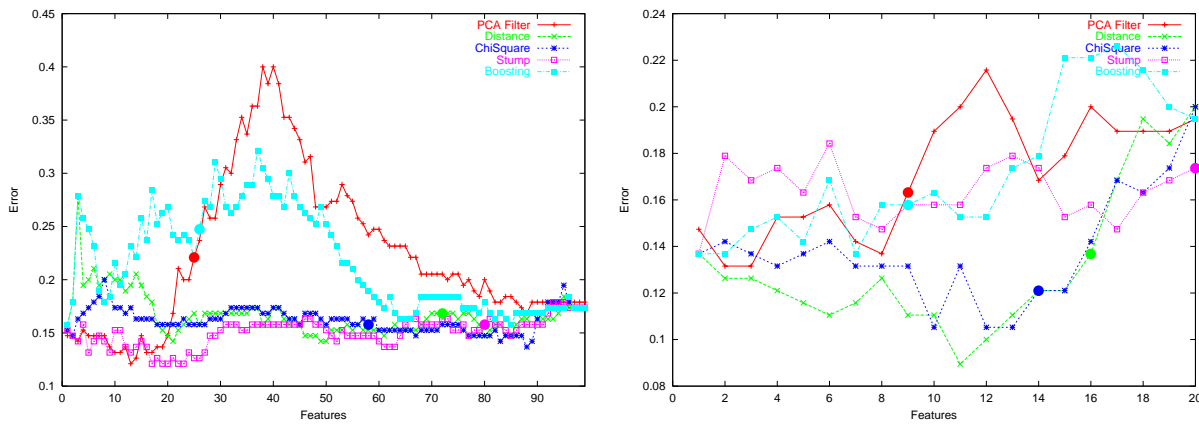 0.45
0.4
0.35
0.3
0.25
0.2
0.15
0.1
Error
0 10 20 30 40 50 60 70 80 90
Features
PCA Filter
Distance
ChiSquare
Stump
Boosting
0.24
0.22
0.2
0.18
0.16
0.14
0.12
0.1
0.08
Error
0 2 4 6 8 10 12 14 16 18 20
Features
PCA Filter
Distance
ChiSquare
Stump
Boosting